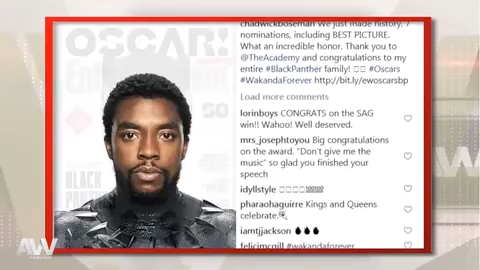 OSCAR!
BLACK
chadwickboseman We just made history. 7
nominations, including BEST PICTURE.
What an incredible honor. Thank you to
@TheAcademy and congratulations to my
entire #BlackPanther family! #Oscars
#WakandaForever http://bit.ly/ewoscarsbp
Load more comments
lorinboys CONGRATS on the SAG
win!! Wahoo! Well deserved.
mrs_josephtoyou Big congratulations
on the award. "Don't give me the
music" so glad you finished your
speech
idyllstyle
pharaohaguirre Kings and Queens
celebrate.
iamtjjackson
felicimcgill #wakandaforever
AW